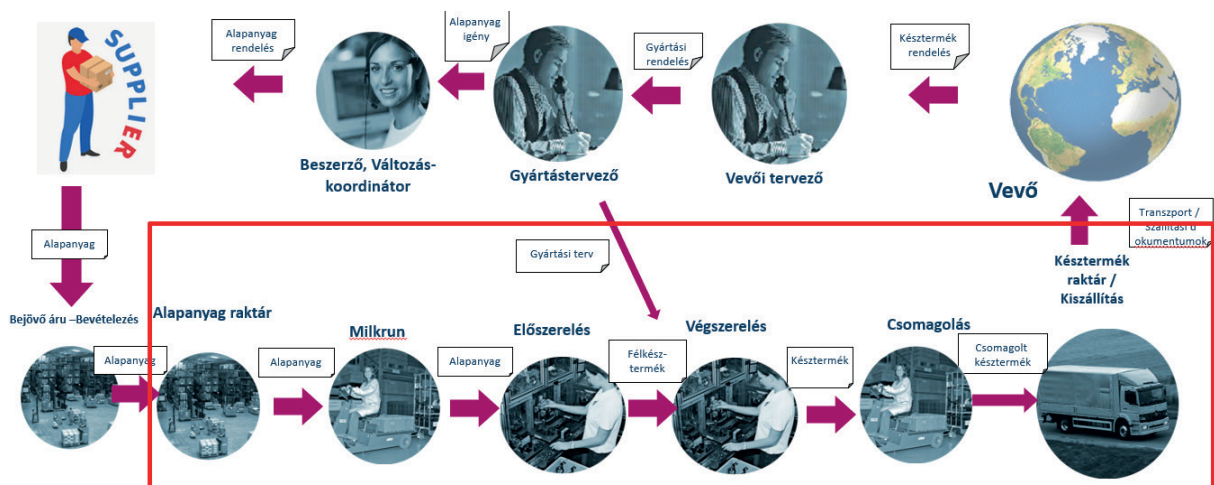 SUPPLIER
Alapanyag
rendelés
Beszerző, Változás-
koordinátor
Alapanyag
igény
Gyártástervező
Gyártási
rendelés
Vevői tervező
Késztermék
rendelés
Vevő
Alapanyag
Gyártási terv
Transzport /
Szállítási d
okumentumok
Késztermék
raktár /
Kiszállítás
Bejövő áru –Bevételezés
Alapanyag raktár
Milkrun
Előszerelés
Végszerelés
Csomagolás
Alapanyag
Alapanyag
Alapanyag
Félkész-
termék
Késztermék
Csomagolt
késztermék